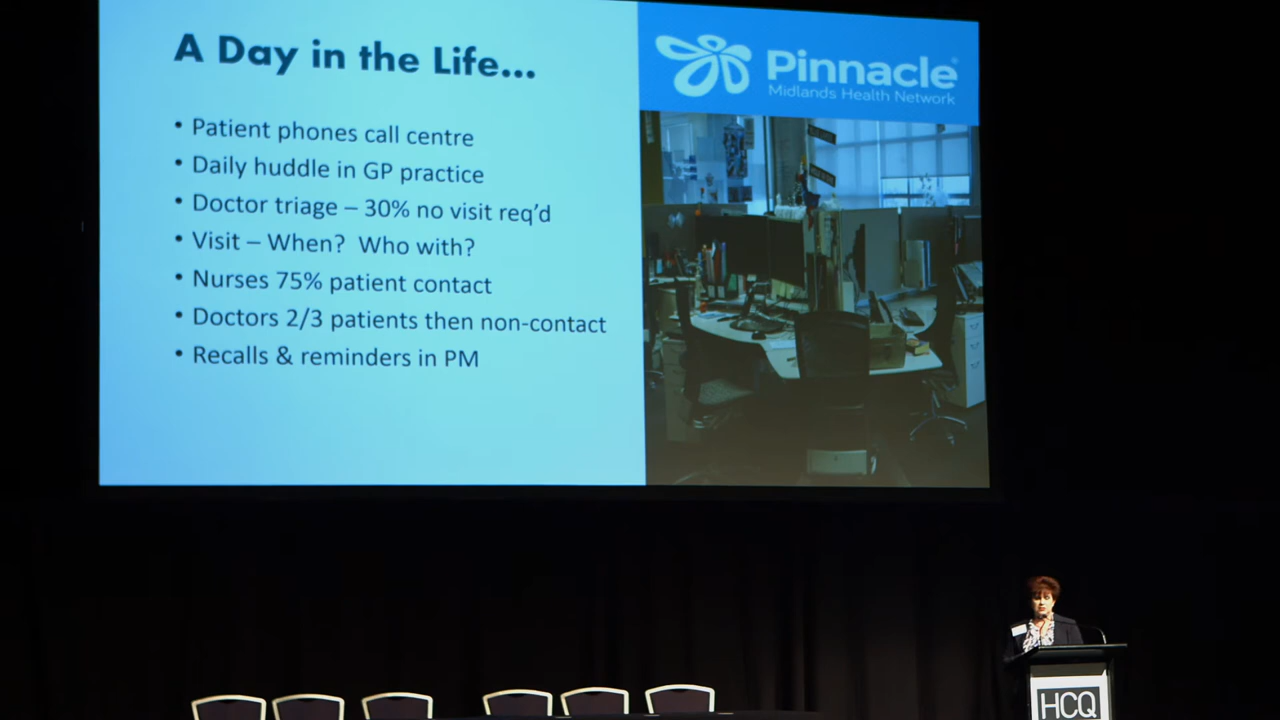 A Day in the Life...
• Patient phones call centre
• Daily huddle in GP practice
• Doctor triage – 30% no visit req'd
• Visit – When?  Who with?
• Nurses 75% patient contact
• Doctors 2/3 patients then non-contact
• Recalls & reminders in PM
Pinnacle®
Midlands Health Network
HCQ